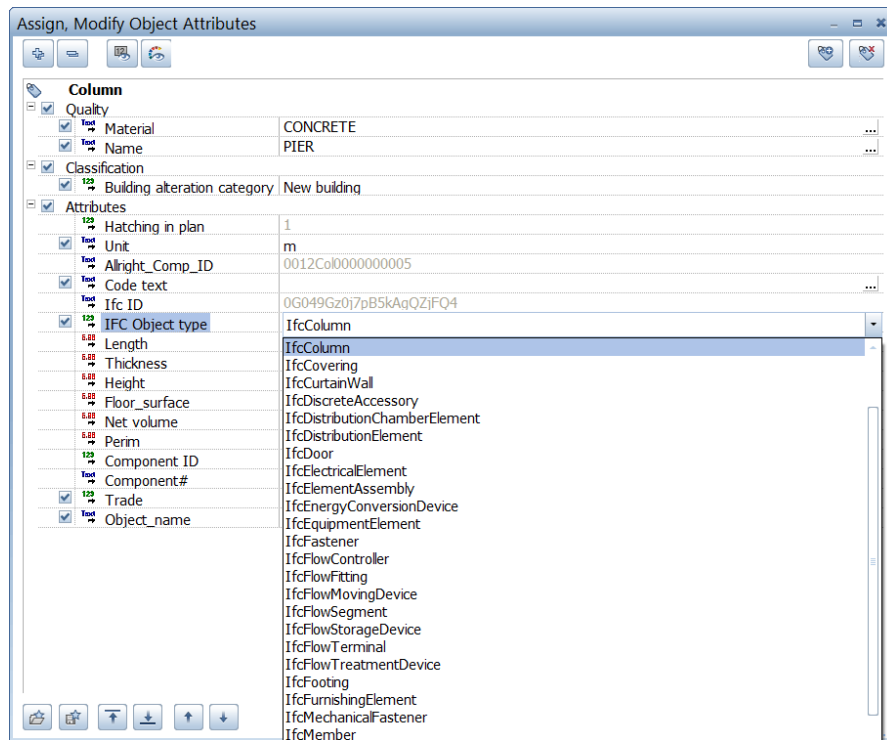 Assign, Modify Object Attributes
Column
Quality
Material CONCRETE ...
Name PIER ...
Classification
Building alteration category New building
Attributes
Hatching in plan 1
Unit m
Allright_Comp_ID 0012Col0000000005
Code text ...
Ifc ID 0G049Gz0j7pB5kAgQZjFQ4
IFC Object type IfcColumn
Length IfcColumn
Thickness IfcCovering
Height IfcCurtainWall
Floor_surface IfcDiscreteAccessory
Net volume IfcDistributionChamberElement
Perim IfcDistributionElement
Component ID IfcDoor
Component# IfcElectricalElement
Trade IfcElementAssembly
Object_name IfcEnergyConversionDevice
IfcEquipmentElement
IfcFastener
IfcFlowController
IfcFlowFitting
IfcFlowMovingDevice
IfcFlowSegment
IfcFlowStorageDevice
IfcFlowTerminal
IfcFlowTreatmentDevice
IfcFooting
IfcFurnishingElement
IfcMechanicalFastener
IfcMember